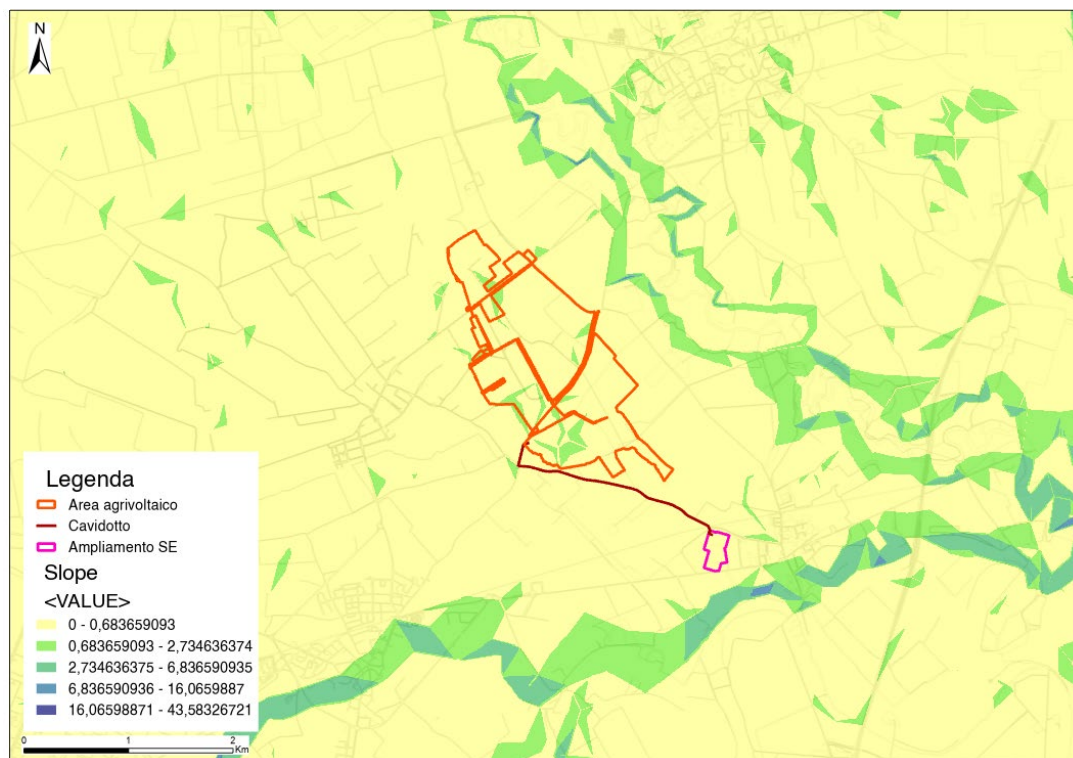 N
Legenda
Area agrivoltaico
Cavidotto
Ampliamento SE
Slope
<VALUE>
0 - 0,683659093
0,683659093 - 2,734636374
2,734636375 - 6,836590935
6,836590936 - 16,0659887
16,06598871 - 43,58326721
0 1 2
Km